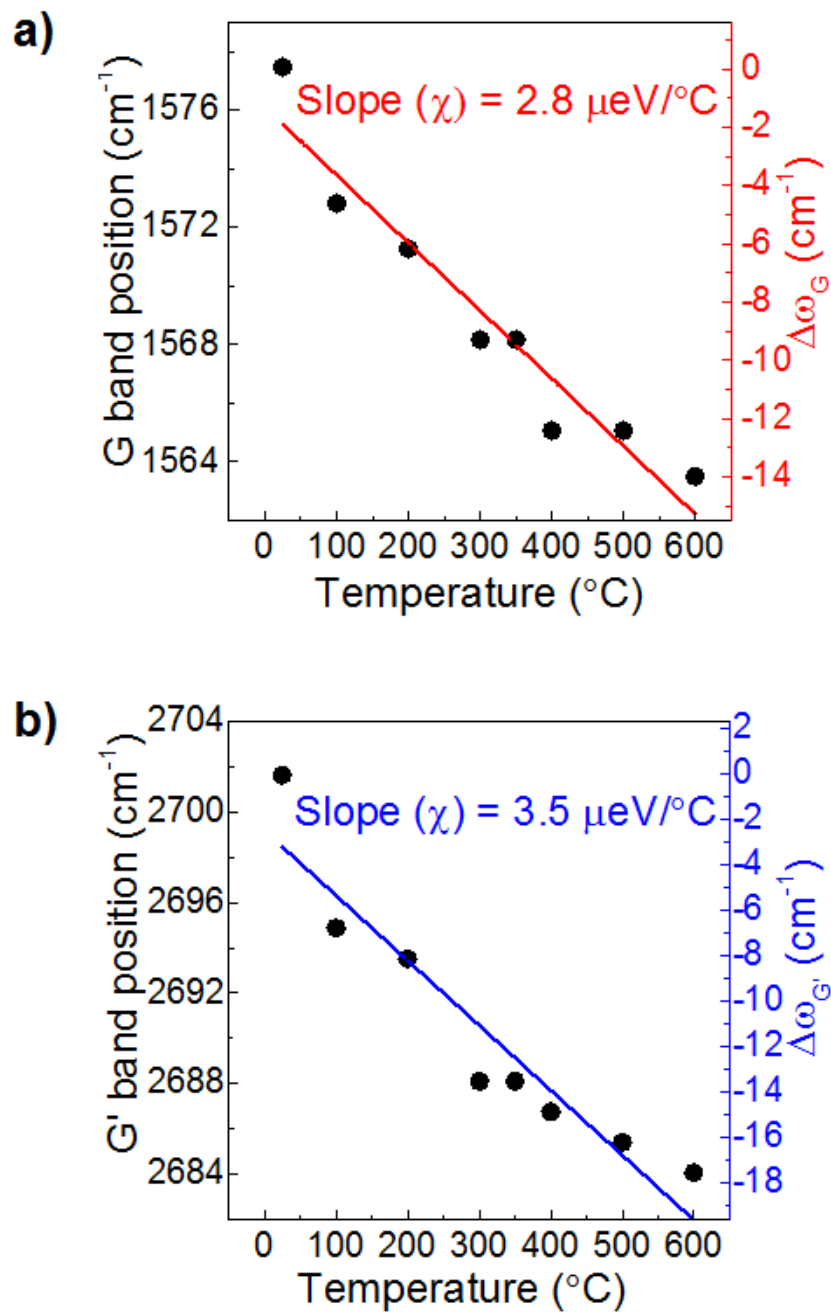 a)
G band position (cm⁻¹)
1576
1572
1568
1564
Slope (χ) = 2.8 μeV/°C
0
-2
-4
-6
-8
-10
-12
-14
Δω_G (cm⁻¹)
0 100 200 300 400 500 600
Temperature (°C)
b)
G' band position (cm⁻¹)
2704
2700
2696
2692
2688
2684
Slope (χ) = 3.5 μeV/°C
2
0
-2
-4
-6
-8
-10
-12
-14
-16
-18
Δω_G' (cm⁻¹)
0 100 200 300 400 500 600
Temperature (°C)